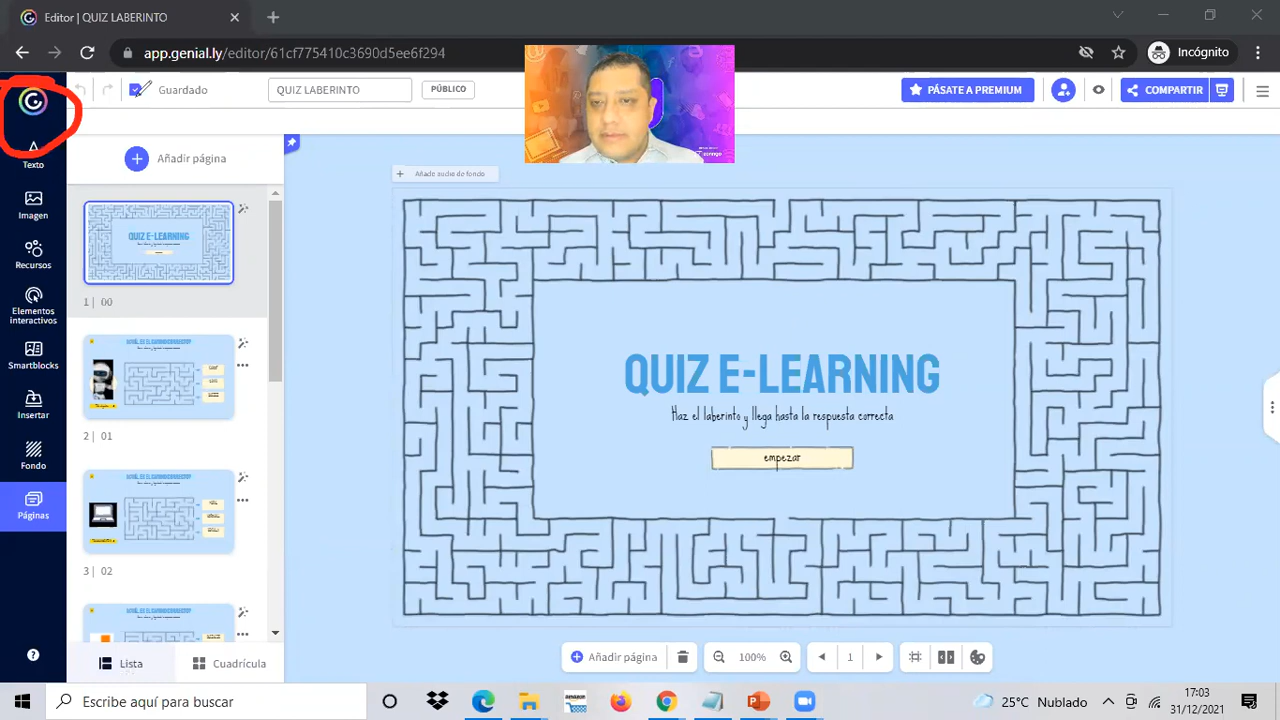 Editor | QUIZ LABERINTO
app.genial.ly/editor/61cf775410c3690d5ee6f294
Incógnito
Guardado
QUIZ LABERINTO
PÚBLICO
PÁSATE A PREMIUM
COMPARTIR
Texto
Imagen
Recursos
Elementos
interactivos
Smartblocks
Insertar
Fondo
Páginas
Añadir página
QUIZ E-LEARNING
1 | 00
2 | 01
3 | 02
Lista
Cuadrícula
Añadir audio de fondo
QUIZ E-LEARNING
Haz el laberinto y llega hasta la respuesta correcta
empezar
Añadir página
100%
1
Escribe aquí para buscar
25°C Nublado
17:03
31/12/2021